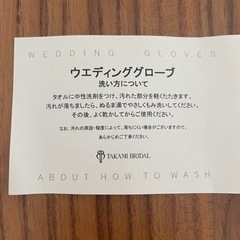 WEDDING GLOVES
ウエディンググローブ
洗い方について
タオルに中性洗剤をつけ、汚れた部分を軽くたたきます。
汚れが落ちましたら、ぬるま湯でやさしくもみ洗いしてください。
その後、よく乾かしてからご使用ください。
なお、汚れの原因・程度によって、落ちにくい場合がございますので、
あらかじめご了承ください。
TAKAMI BRIDAL
ABOUT HOW TO WASH